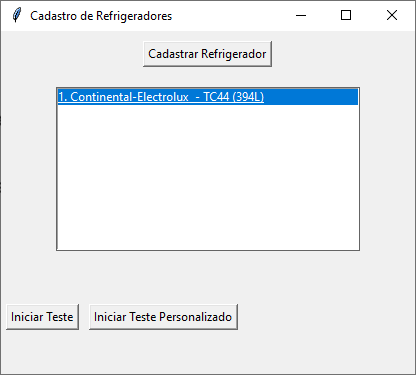 Cadastro de Refrigeradores
Cadastrar Refrigerador
1. Continental-Electrolux  - TC44 (394L)
Iniciar Teste
Iniciar Teste Personalizado